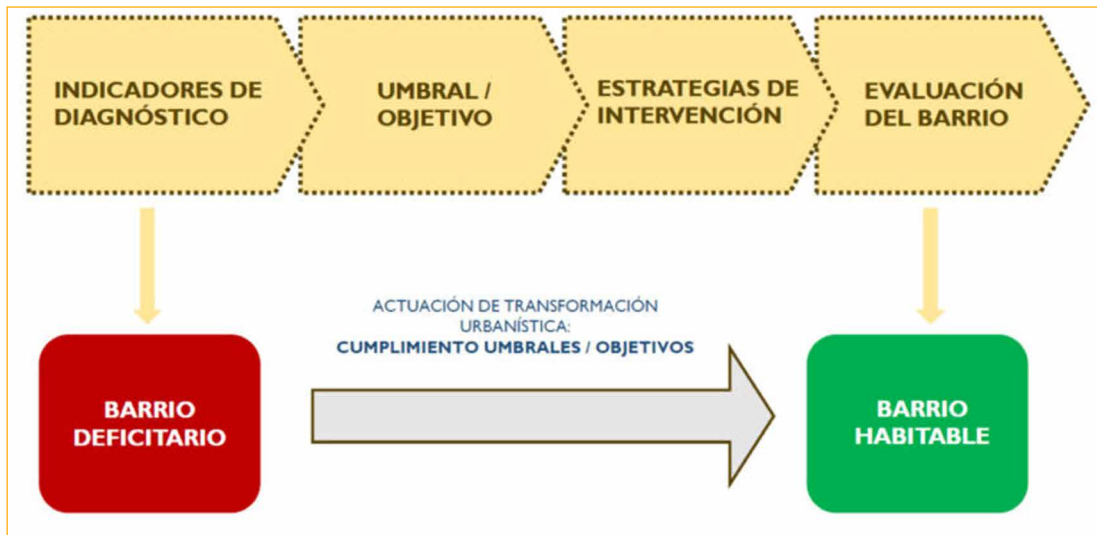 INDICADORES DE
DIAGNÓSTICO
UMBRAL /
OBJETIVO
ESTRATEGIAS DE
INTERVENCIÓN
EVALUACIÓN
DEL BARRIO
ACTUACIÓN DE TRANSFORMACIÓN
URBANÍSTICA:
CUMPLIMIENTO UMBRALES / OBJETIVOS
BARRIO
DEFICITARIO
BARRIO
HABITABLE